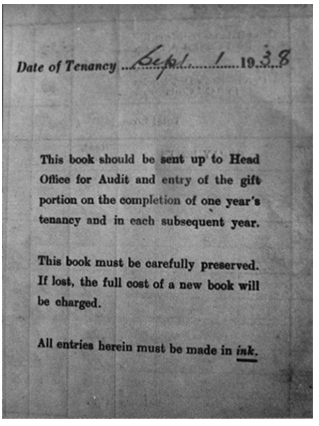 Date of Tenancy ........Sept. 1 1938
This book should be sent up to Head
Office for Audit and entry of the gift
portion on the completion of one year's
tenancy and in each subsequent year.
This book must be carefully preserved.
If lost, the full cost of a new book will
be charged.
All entries herein must be made in ink.